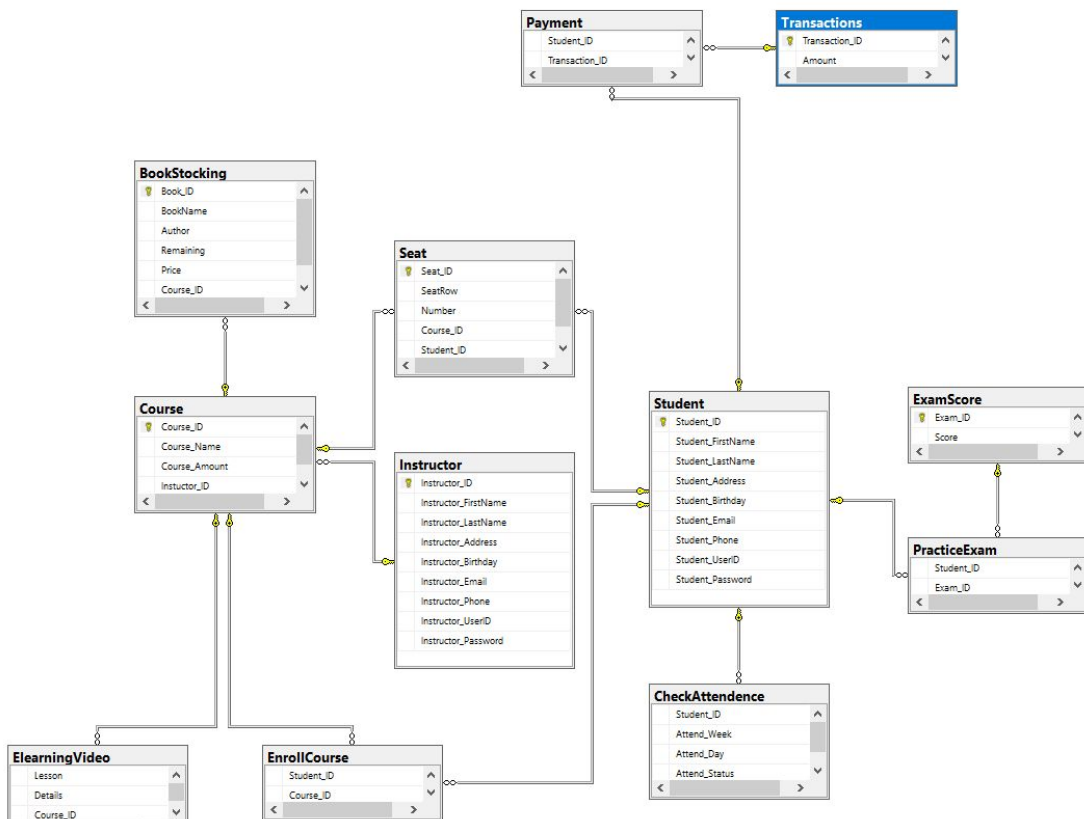 Payment
Student_ID
Transaction_ID
Transactions
Transaction_ID
Amount
BookStocking
Book_ID
BookName
Author
Remaining
Price
Course_ID
Seat
Seat_ID
SeatRow
Number
Course_ID
Student_ID
Course
Course_ID
Course_Name
Course_Amount
Instuctor_ID
Instructor
Instructor_ID
Instructor_FirstName
Instructor_LastName
Instructor_Address
Instructor_Birthday
Instructor_Email
Instructor_Phone
Instructor_UserID
Instructor_Password
Student
Student_ID
Student_FirstName
Student_LastName
Student_Address
Student_Birthday
Student_Email
Student_Phone
Student_UserID
Student_Password
ExamScore
Exam_ID
Score
PracticeExam
Student_ID
Exam_ID
CheckAttendence
Student_ID
Attend_Week
Attend_Day
Attend_Status
ElearningVideo
Lesson
Details
Course_ID
EnrollCourse
Student_ID
Course_ID